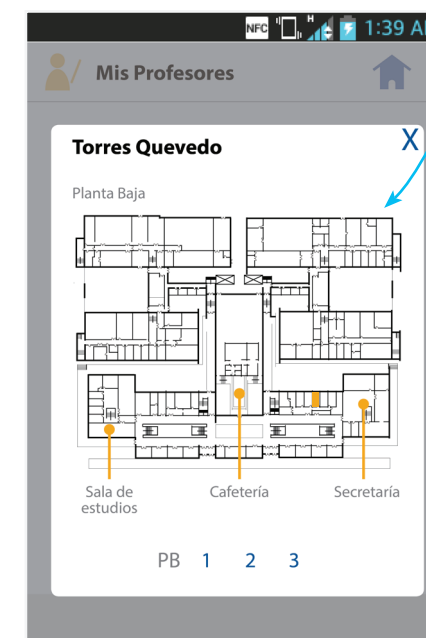 NFC H 1:39 A
Mis Profesores
Torres Quevedo X
Planta Baja
Sala de
estudios
Cafetería
Secretaría
PB 1 2 3